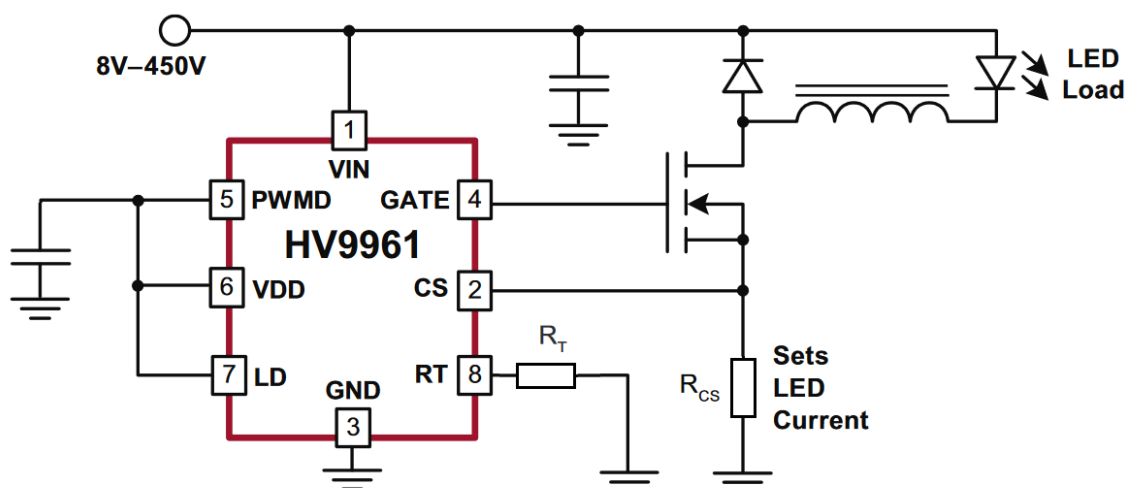 8V–450V
LED
Load
1
VIN
5 PWMD
GATE 4
HV9961
6 VDD
CS 2
7 LD
RT 8
GND
3
RT
RCS
Sets
LED
Current